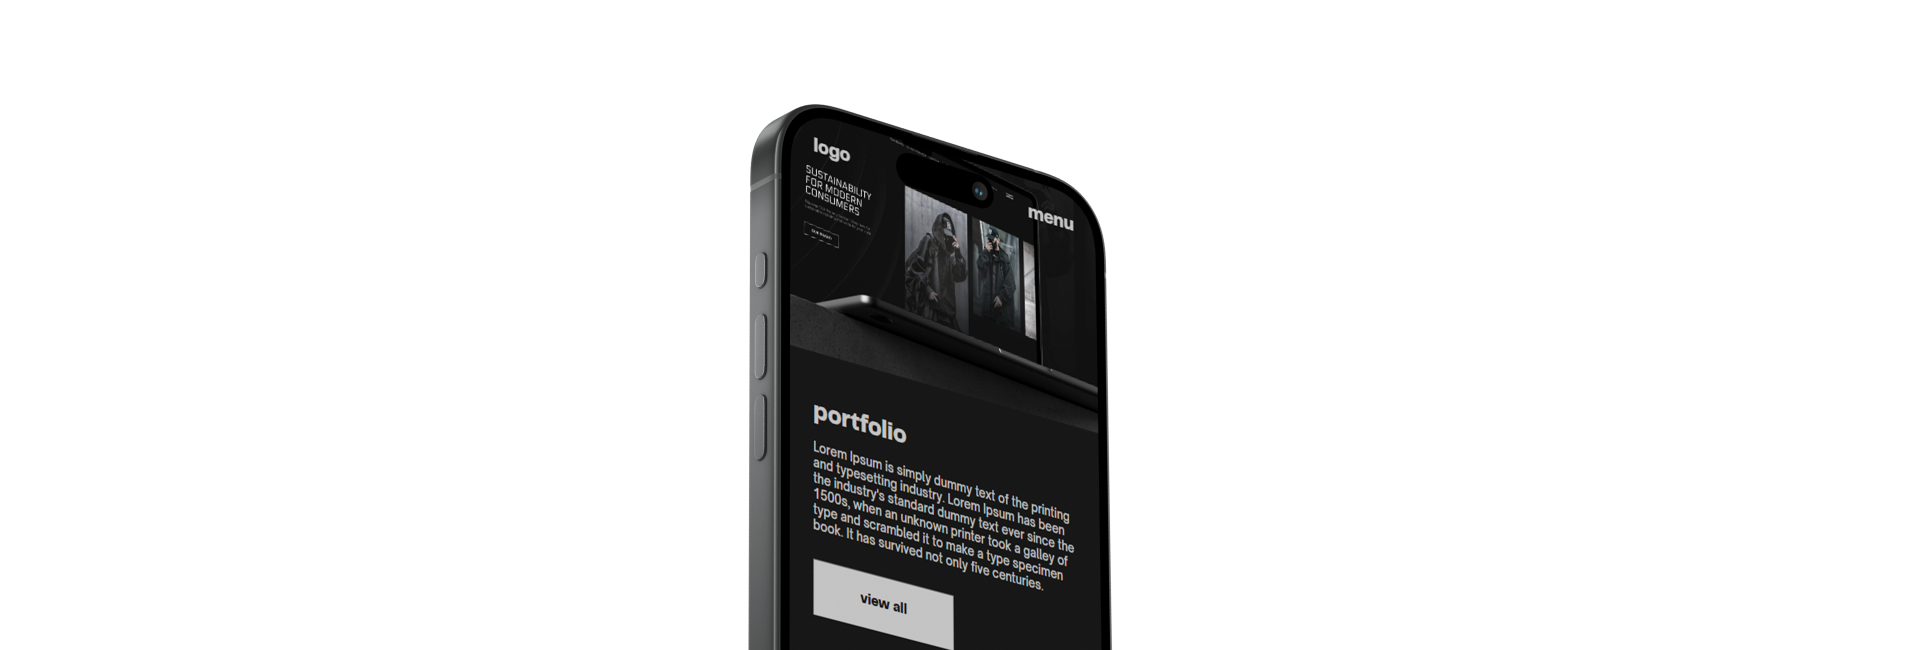 logo
menu
SUSTAINABILITY
FOR MODERN
CONSUMERS
portfolio
Lorem Ipsum is simply dummy text of the printing
and typesetting industry. Lorem Ipsum has been
the industry's standard dummy text ever since the
1500s, when an unknown printer took a galley of
type and scrambled it to make a type specimen
book. It has survived not only five centuries.
view all